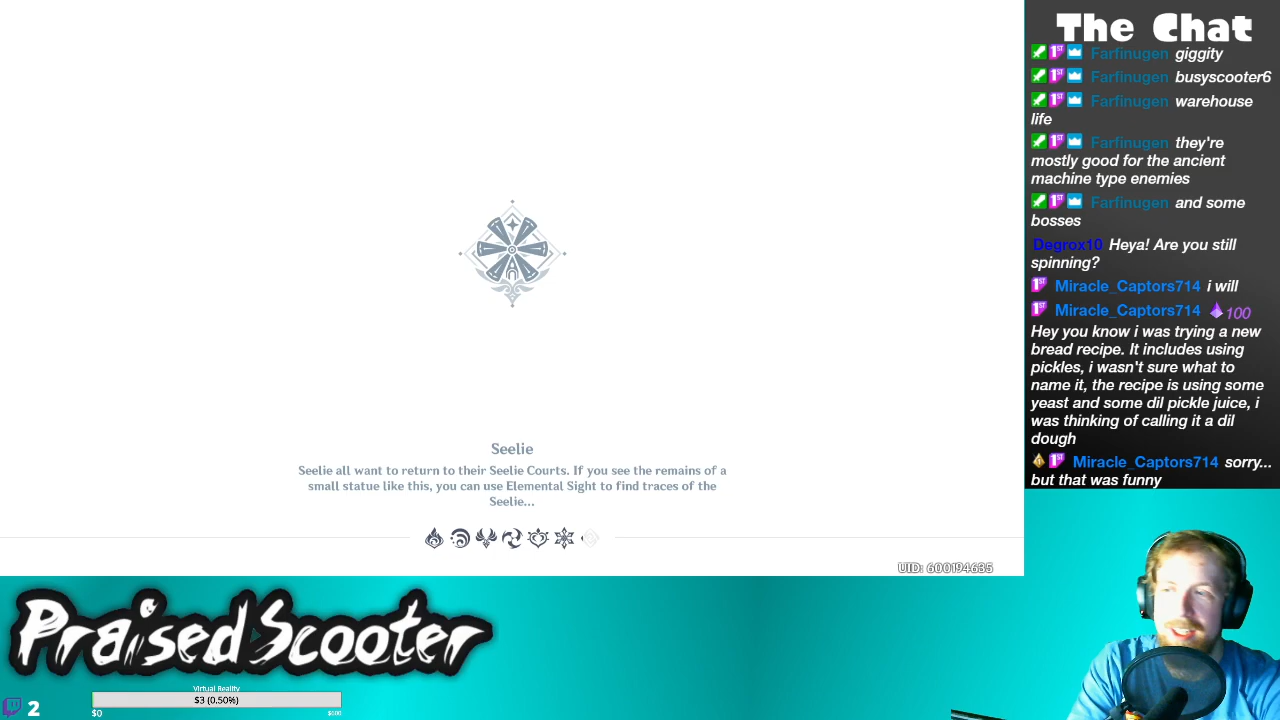 The Chat
Farfinugen giggity
Farfinugen busyscooter6
Farfinugen warehouse
life
Farfinugen they're
mostly good for the ancient
machine type enemies
Farfinugen and some
bosses
Degrox10 Heya! Are you still
spinning?
Miracle_Captors714 i will
Miracle_Captors714 100
Hey you know i was trying a new
bread recipe. It includes using
pickles, i wasn't sure what to
name it, the recipe is using some
yeast and some dil pickle juice, i
was thinking of calling it a dil
dough
Miracle_Captors714 sorry...
but that was funny
Seelie
Seelie all want to return to their Seelie Courts. If you see the remains of a
small statue like this, you can use Elemental Sight to find traces of the
Seelie...
UID: 600194635
PraisedScooter
Virtual Reality
$3 (0.50%)
$0
2